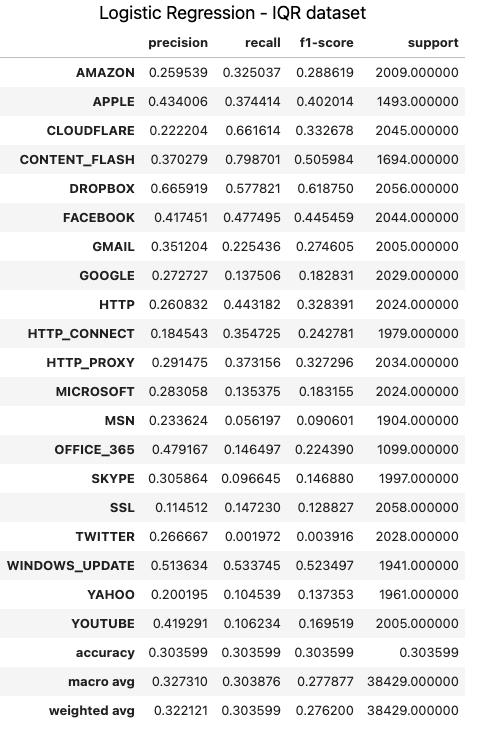 Logistic Regression - IQR dataset
precision recall f1-score support
AMAZON 0.259539 0.325037 0.288619 2009.000000
APPLE 0.434006 0.374414 0.402014 1493.000000
CLOUDFLARE 0.222204 0.661614 0.332678 2045.000000
CONTENT_FLASH 0.370279 0.798701 0.505984 1694.000000
DROPBOX 0.665919 0.577821 0.618750 2056.000000
FACEBOOK 0.417451 0.477495 0.445459 2044.000000
GMAIL 0.351204 0.225436 0.274605 2005.000000
GOOGLE 0.272727 0.137506 0.182831 2029.000000
HTTP 0.260832 0.443182 0.328391 2024.000000
HTTP_CONNECT 0.184543 0.354725 0.242781 1979.000000
HTTP_PROXY 0.291475 0.373156 0.327296 2034.000000
MICROSOFT 0.283058 0.135375 0.183155 2024.000000
MSN 0.233624 0.056197 0.090601 1904.000000
OFFICE_365 0.479167 0.146497 0.224390 1099.000000
SKYPE 0.305864 0.096645 0.146880 1997.000000
SSL 0.114512 0.147230 0.128827 2058.000000
TWITTER 0.266667 0.001972 0.003916 2028.000000
WINDOWS_UPDATE 0.513634 0.533745 0.523497 1941.000000
YAHOO 0.200195 0.104539 0.137353 1961.000000
YOUTUBE 0.419291 0.106234 0.169519 2005.000000
accuracy 0.303599 0.303599 0.303599 0.303599
macro avg 0.327310 0.303876 0.277877 38429.000000
weighted avg 0.322121 0.303599 0.276200 38429.000000